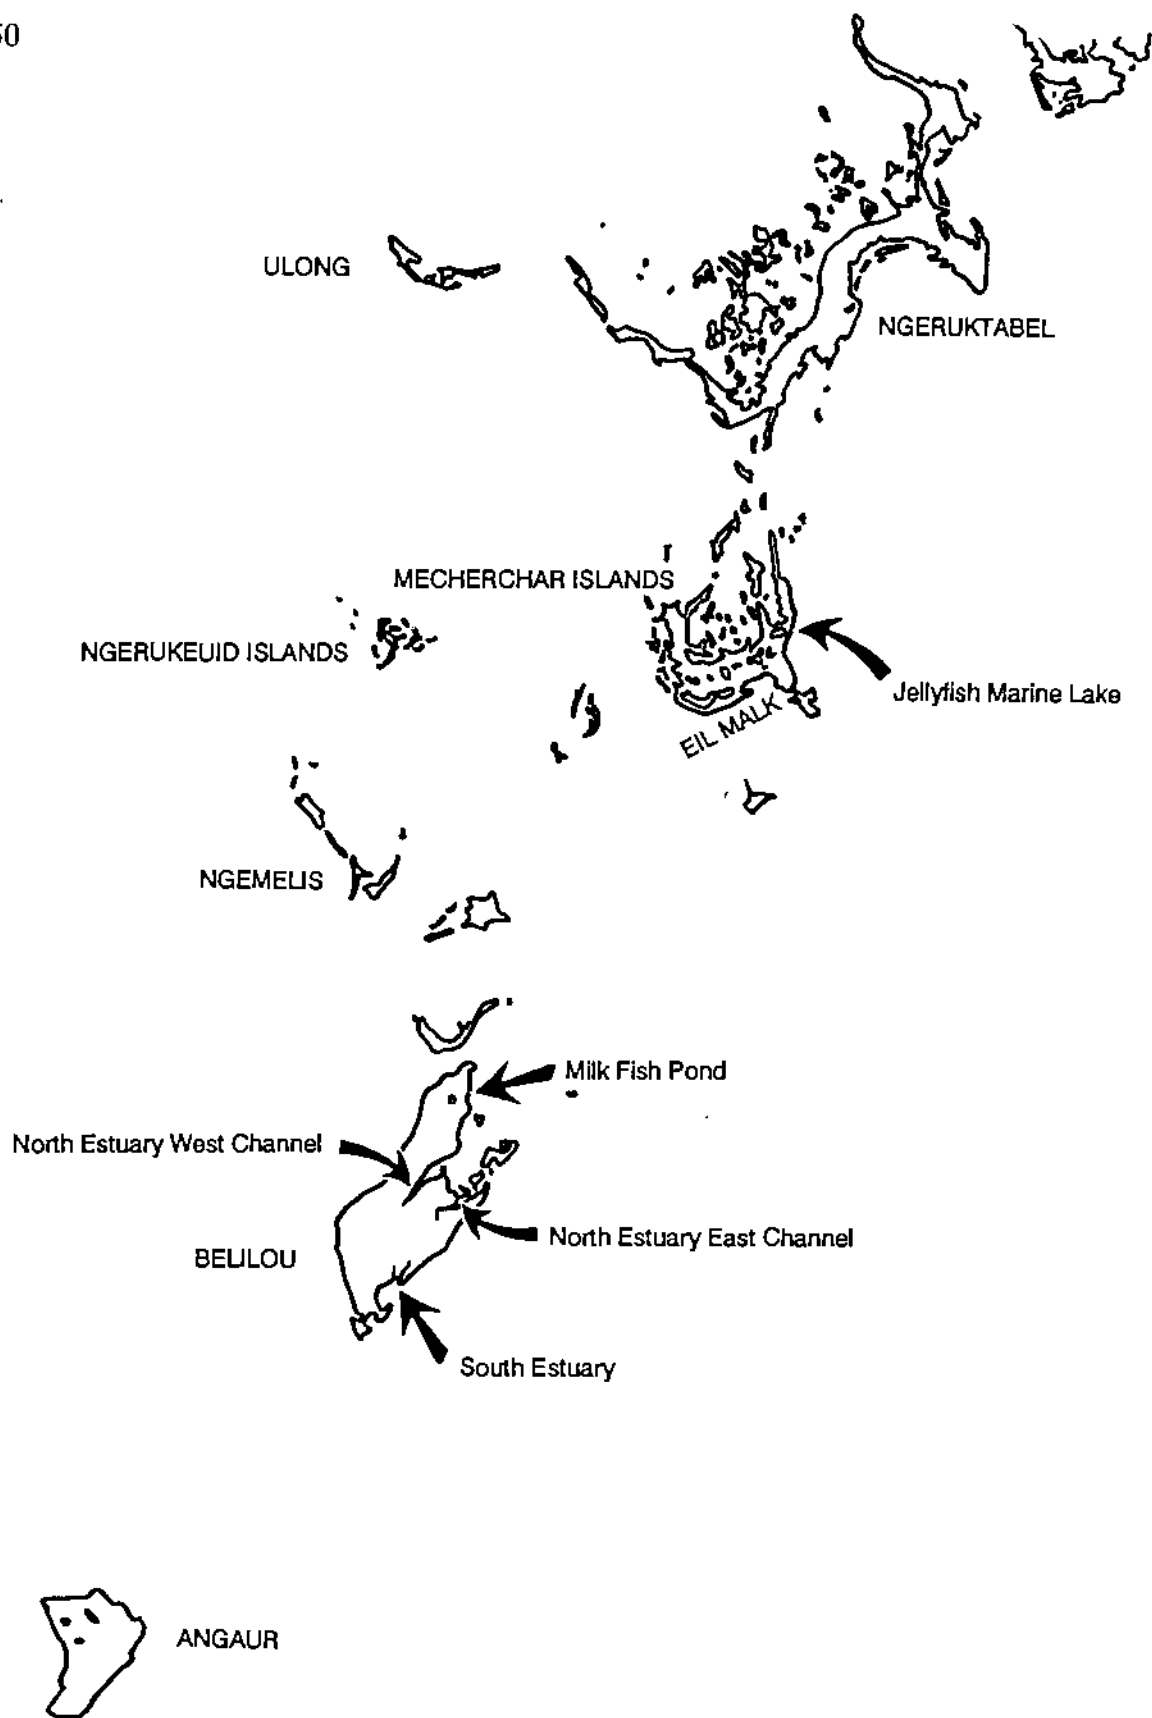 ULONG
NGERUKTABEL
MECHERCHAR ISLANDS
NGERUKEUID ISLANDS
Jellyfish Marine Lake
EIL MALK
NGEMELIS
Milk Fish Pond
North Estuary West Channel
North Estuary East Channel
South Estuary
ANGAUR